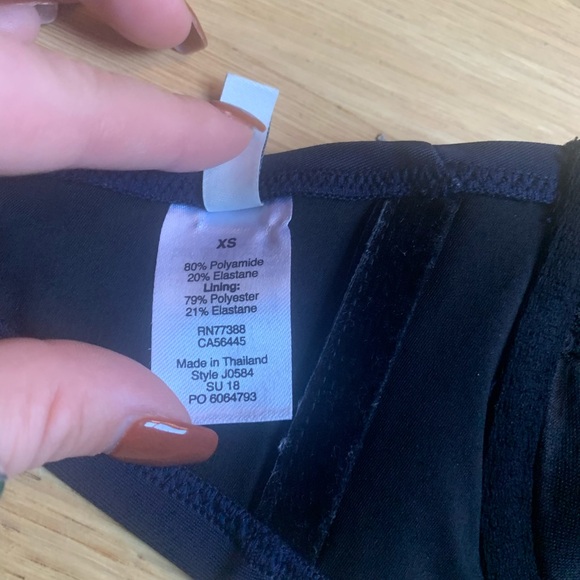 XS
80% Polyamide
20% Elastane
Lining:
79% Polyester
21% Elastane
RN77388
CA56445
Made in Thailand
Style J0584
SU 18
PO 6064793